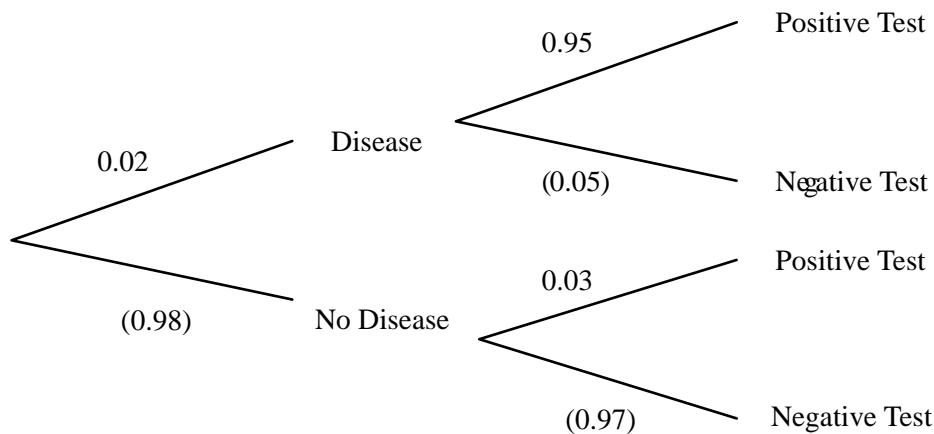 Positive Test
0.95
Disease
0.02
(0.05)
Negative Test
Positive Test
0.03
No Disease
(0.98)
(0.97)
Negative Test